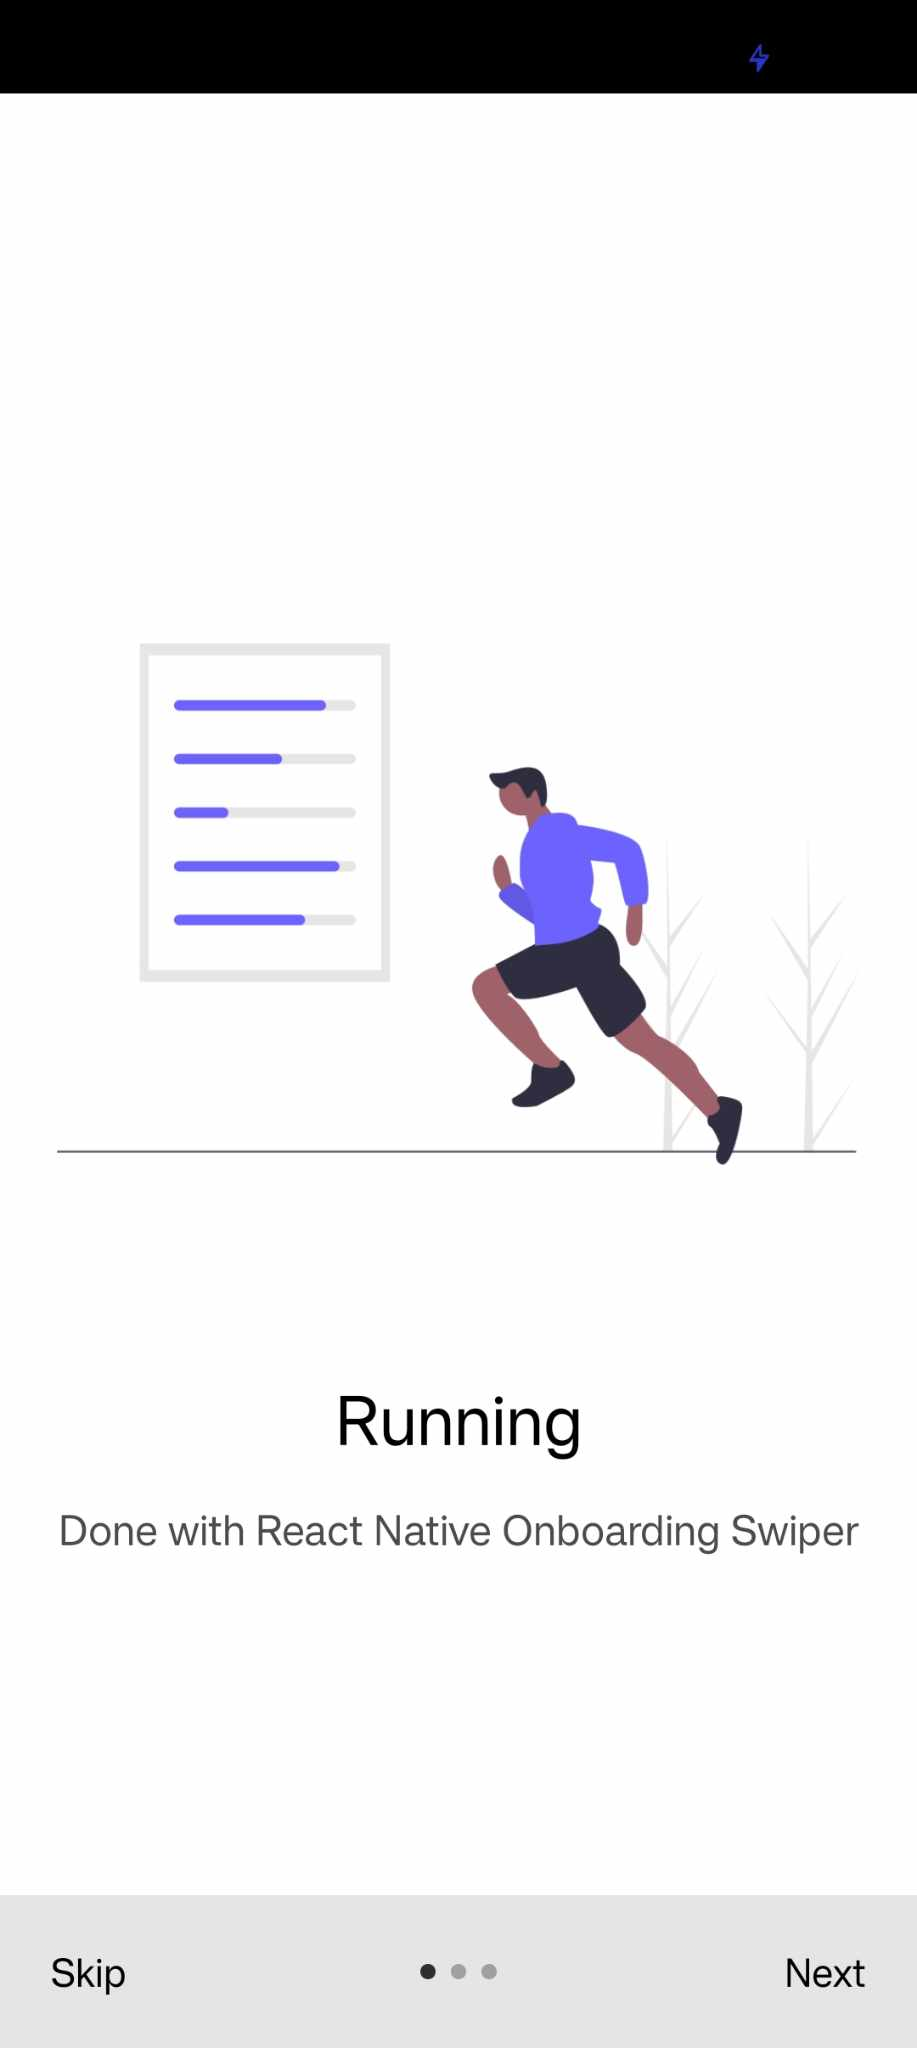 Running
Done with React Native Onboarding Swiper
Skip
Next